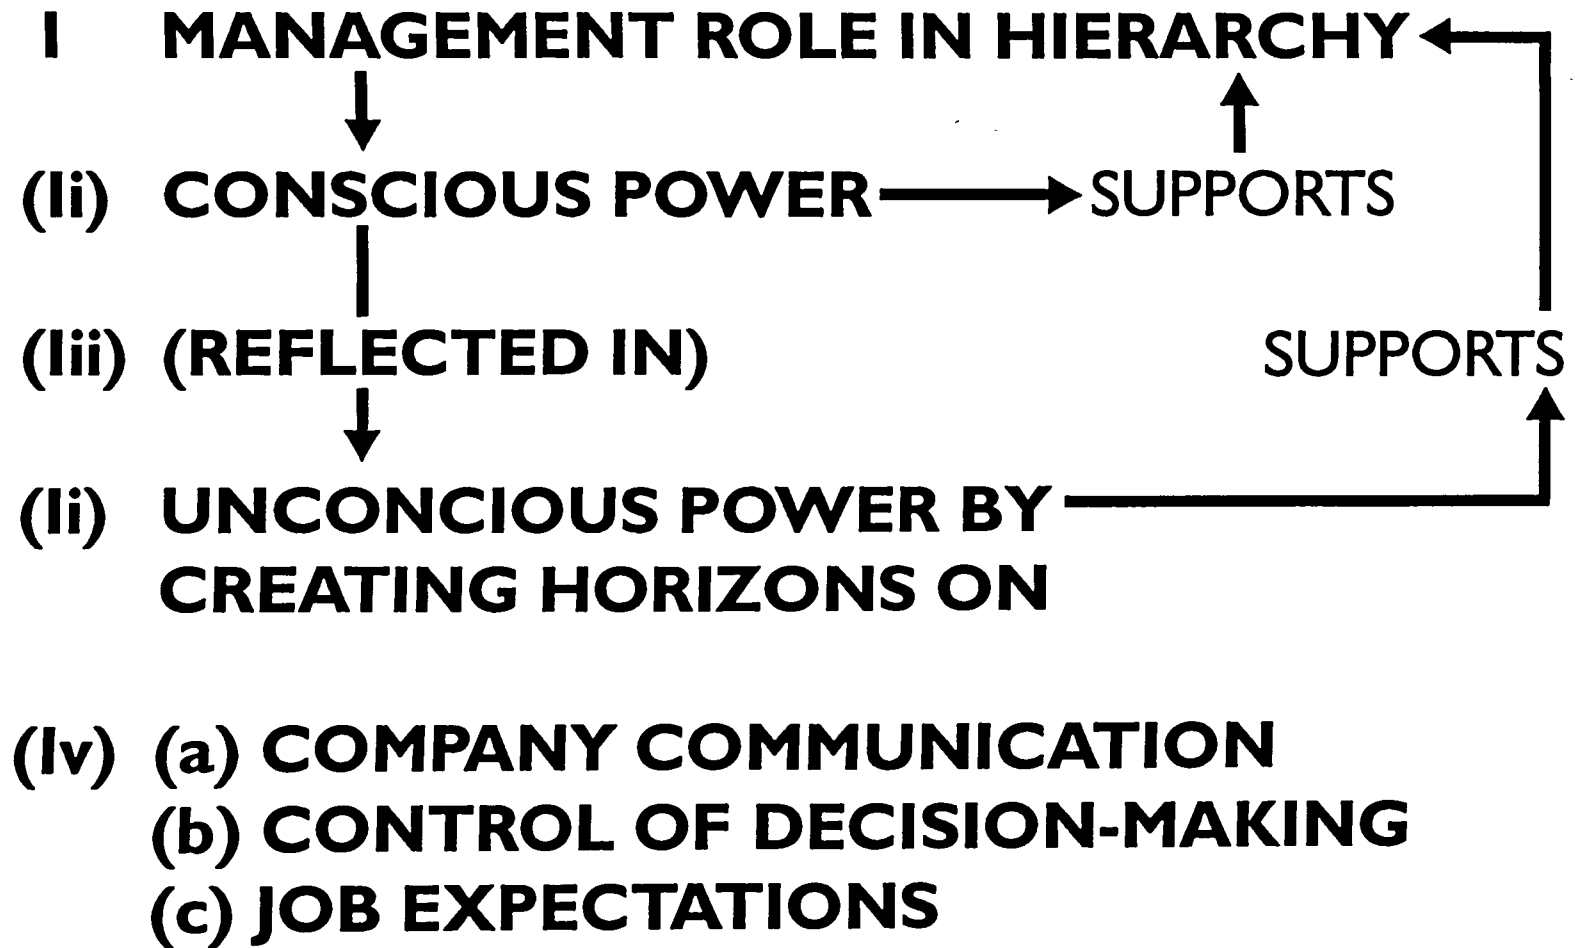 I MANAGEMENT ROLE IN HIERARCHY
(Ii) CONSCIOUS POWER SUPPORTS
(Iii) (REFLECTED IN) SUPPORTS
(Ii) UNCONCIOUS POWER BY
CREATING HORIZONS ON
(Iv) (a) COMPANY COMMUNICATION
(b) CONTROL OF DECISION-MAKING
(c) JOB EXPECTATIONS